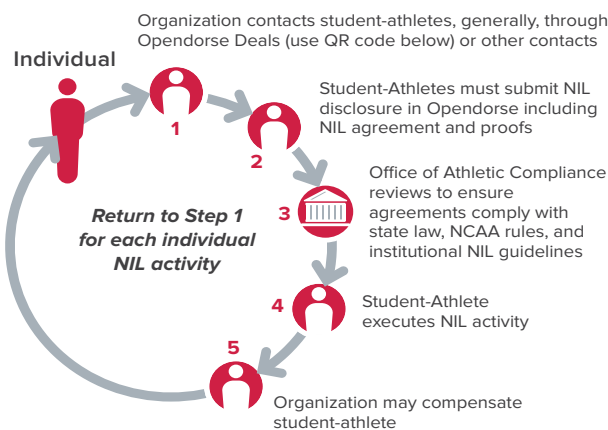 Organization contacts student-athletes, generally, through
Opendorse Deals (use QR code below) or other contacts
Individual
1
Student-Athletes must submit NIL
disclosure in Opendorse including
NIL agreement and proofs
2
Office of Athletic Compliance
reviews to ensure
agreements comply with
state law, NCAA rules, and
institutional NIL guidelines
3
Return to Step 1
for each individual
NIL activity
4
Student-Athlete
executes NIL activity
5
Organization may compensate
student-athlete